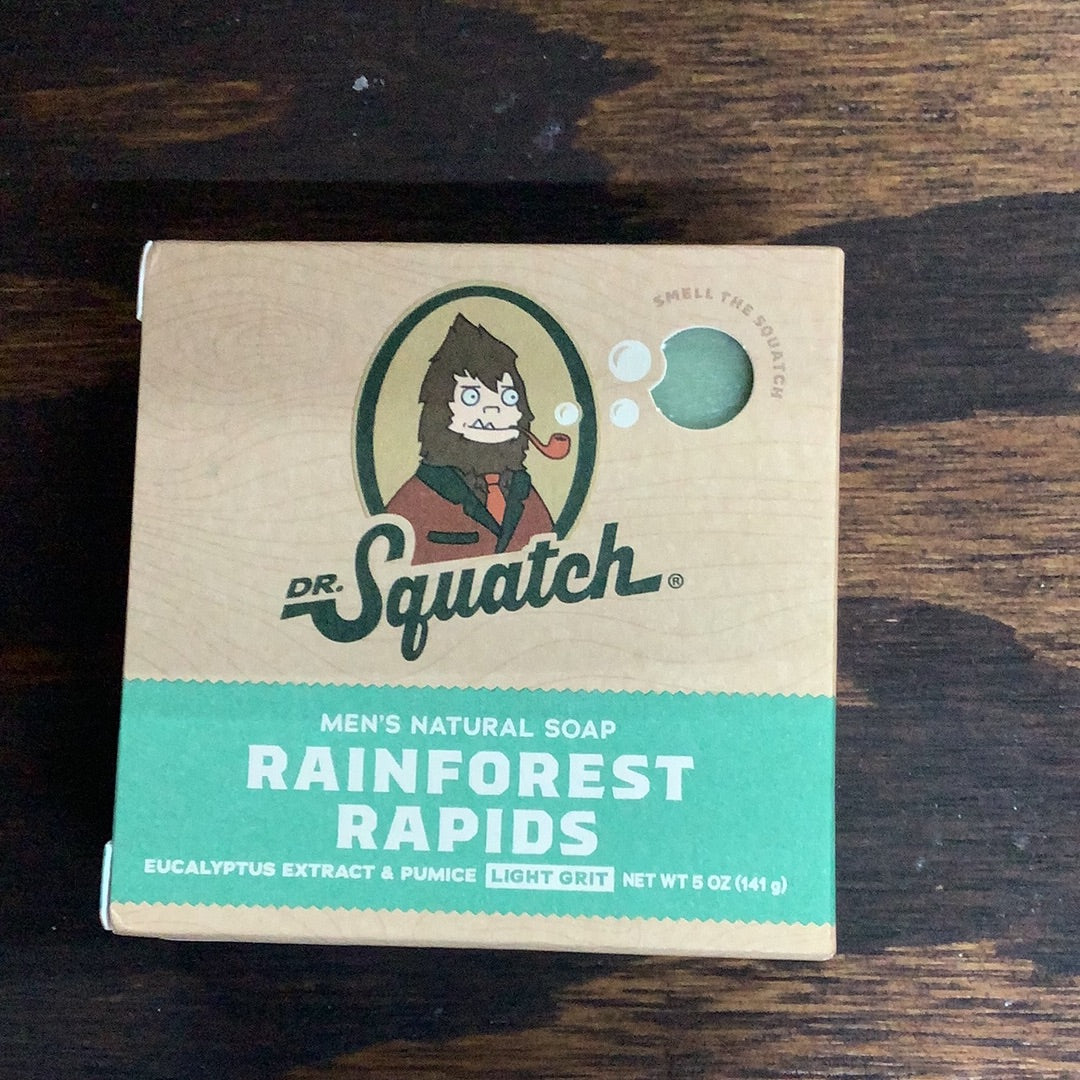 SMELL THE SQUATCH
DR. Squatch®
MEN'S NATURAL SOAP
RAINFOREST
RAPIDS
EUCALYPTUS EXTRACT & PUMICE LIGHT GRIT NET WT 5 OZ (141 g)